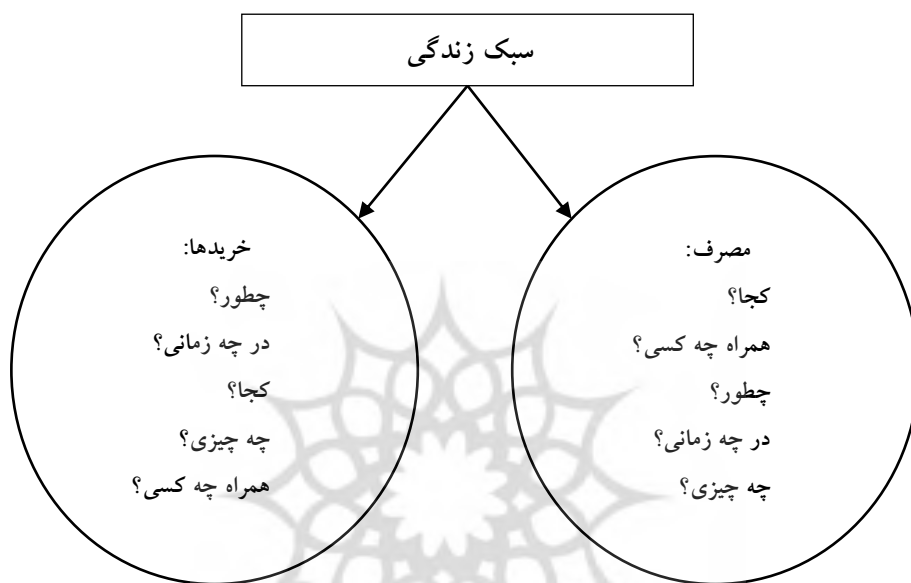 سبک زندگی
مصرف:
کجا؟
همراه چه کسی؟
چطور؟
در چه زمانی؟
چه چیزی؟
خریدها:
چطور؟
در چه زمانی؟
کجا؟
چه چیزی؟
همراه چه کسی؟